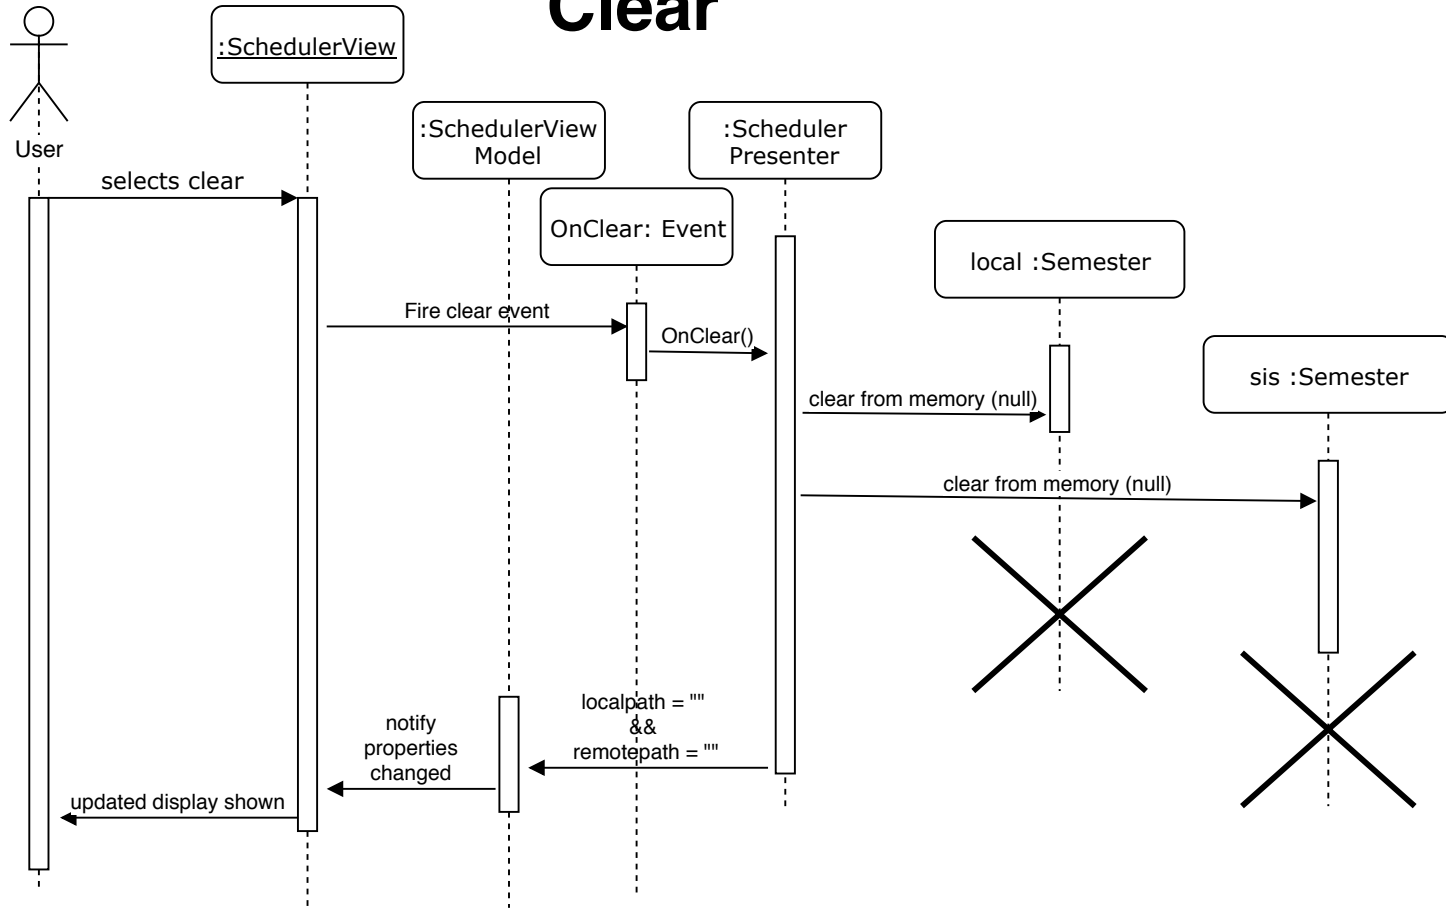 Clear
:SchedulerView
:SchedulerView
Model
:Scheduler
Presenter
User
selects clear
OnClear: Event
local :Semester
Fire clear event
OnClear()
sis :Semester
clear from memory (null)
clear from memory (null)
localpath = ""
&&
remotepath = ""
notify
properties
changed
updated display shown